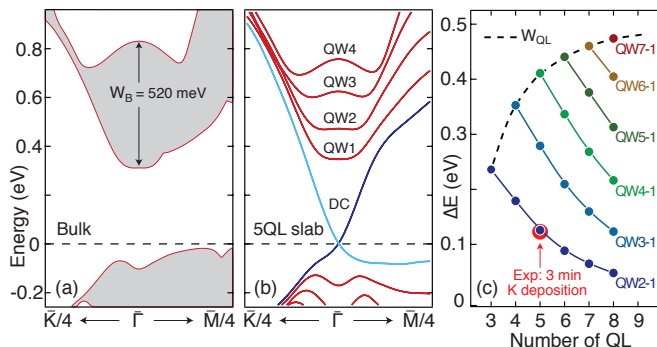 0.8
0.6
0.4
0.2
0
-0.2
Energy (eV)
W_B = 520 meV
Bulk
(a)
K̄/4 ← Γ̄ → M̄/4
QW4
QW3
QW2
QW1
DC
5QL slab
(b)
K̄/4 ← Γ̄ → M̄/4
0.5
0.4
0.3
0.2
0.1
0
ΔE (eV)
W_QL
QW7-1
QW6-1
QW5-1
QW4-1
QW3-1
QW2-1
Exp: 3 min
K deposition
(c)
3 4 5 6 7 8 9
Number of QL